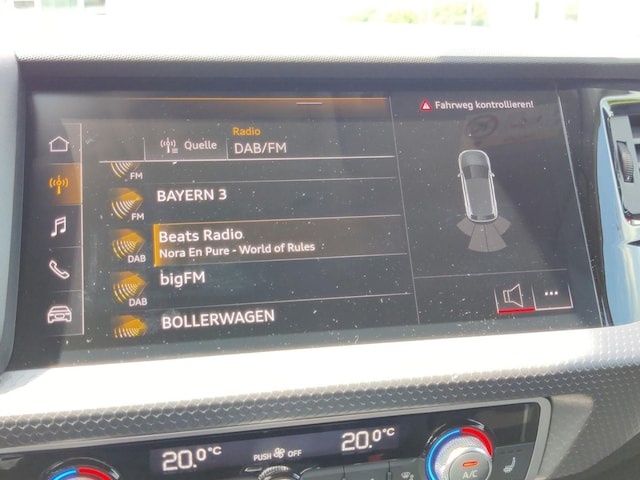 Fahrweg kontrollieren!
Quelle
Radio
DAB/FM
FM
BAYERN 3
FM
Beats Radio
Nora En Pure - World of Rules
DAB
bigFM
DAB
BOLLERWAGEN
20.0°C
PUSH OFF
20.0°C
A/C